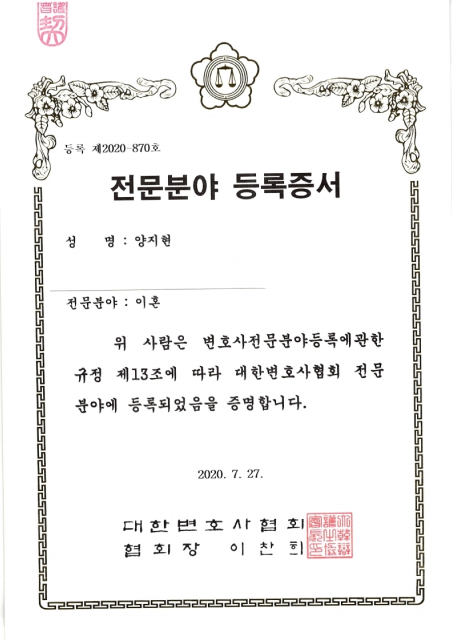 등록 제2020-870호
전문분야 등록증서
성 명 : 양지현
전문분야 : 이혼
위 사람은 변호사전문분야등록에관한
규정 제13조에 따라 대한변호사협회 전문
분야에 등록되었음을 증명합니다.
2020. 7. 27.
대한변호사협회
협회장 이찬희